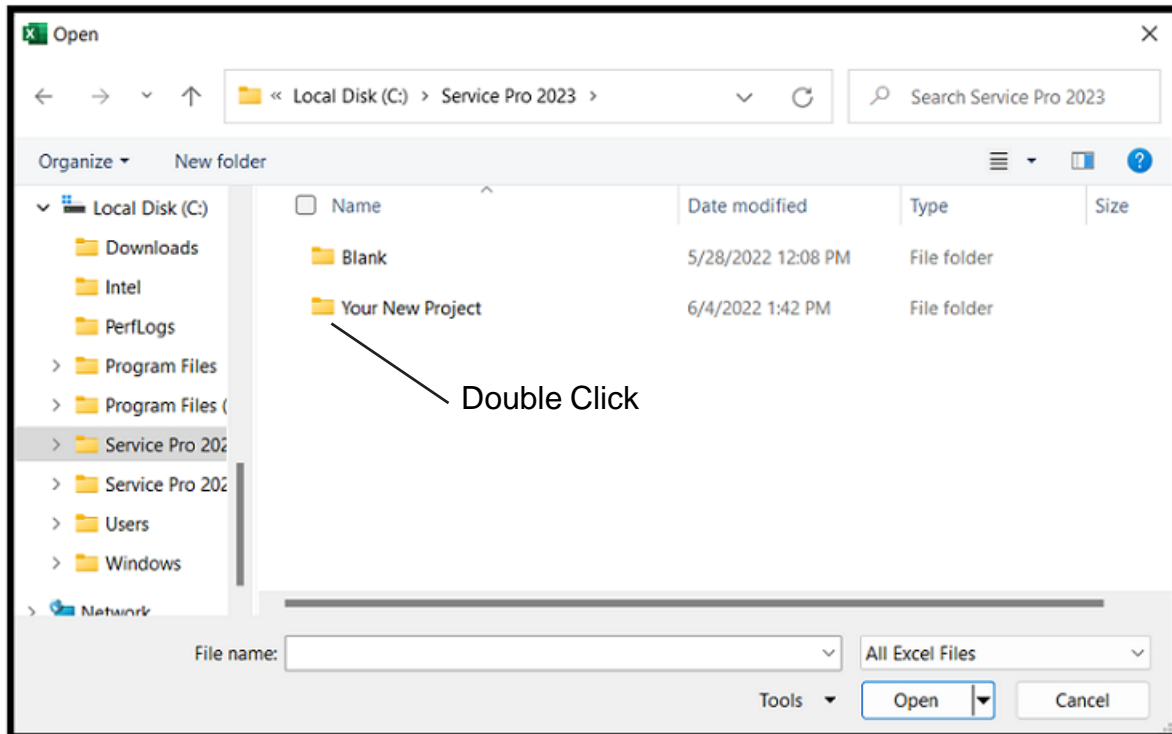 Open
« Local Disk (C:) > Service Pro 2023 >
Search Service Pro 2023
Organize
New folder
Local Disk (C:)
Downloads
Intel
PerfLogs
Program Files
Program Files (
Service Pro 202
Service Pro 202
Users
Windows
Network
Name
Date modified
Type
Size
Blank
5/28/2022 12:08 PM
File folder
Your New Project
6/4/2022 1:42 PM
File folder
Double Click
File name:
All Excel Files
Tools
Open
Cancel